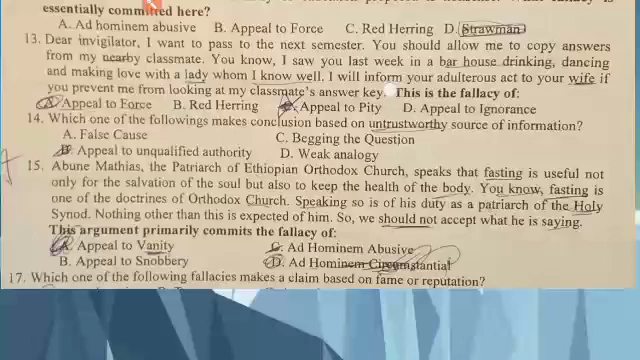 essentially committed here?
A. Ad hominem abusive B. Appeal to Force C. Red Herring D. Strawman
13. Dear invigilator, I want to pass to the next semester. You should allow me to copy answers
from my nearby classmate. You know, I saw you last week in a bar house drinking, dancing
and making love with a lady whom I know well. I will inform your adulterous act to your wife if
you prevent me from looking at my classmate's answer key. This is the fallacy of:
A. Appeal to Force B. Red Herring C. Appeal to Pity D. Appeal to Ignorance
14. Which one of the followings makes conclusion based on untrustworthy source of information?
A. False Cause C. Begging the Question
B. Appeal to unqualified authority D. Weak analogy
15. Abune Mathias, the Patriarch of Ethiopian Orthodox Church, speaks that fasting is useful not
only for the salvation of the soul but also to keep the health of the body. You know, fasting is
one of the doctrines of Orthodox Church. Speaking so is of his duty as a patriarch of the Holy
Synod. Nothing other than this is expected of him. So, we should not accept what he is saying.
This argument primarily commits the fallacy of:
A. Appeal to Vanity C. Ad Hominem Abusive
B. Appeal to Snobbery D. Ad Hominem Circumstantial
17. Which one of the following fallacies makes a claim based on fame or reputation?